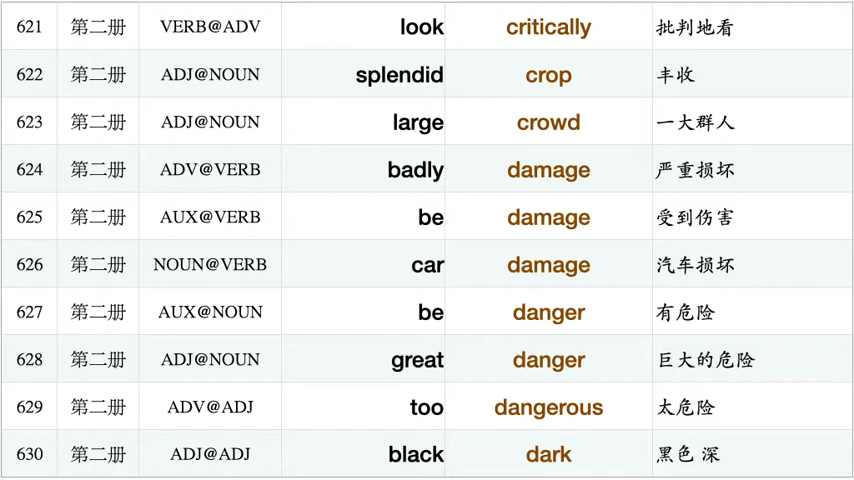 621 第二册 VERB@ADV look critically 批判地看
622 第二册 ADJ@NOUN splendid crop 丰收
623 第二册 ADJ@NOUN large crowd 一大群人
624 第二册 ADV@VERB badly damage 严重损坏
625 第二册 AUX@VERB be damage 受到伤害
626 第二册 NOUN@VERB car damage 汽车损坏
627 第二册 AUX@NOUN be danger 有危险
628 第二册 ADJ@NOUN great danger 巨大的危险
629 第二册 ADV@ADJ too dangerous 太危险
630 第二册 ADJ@ADJ black dark 黑色 深